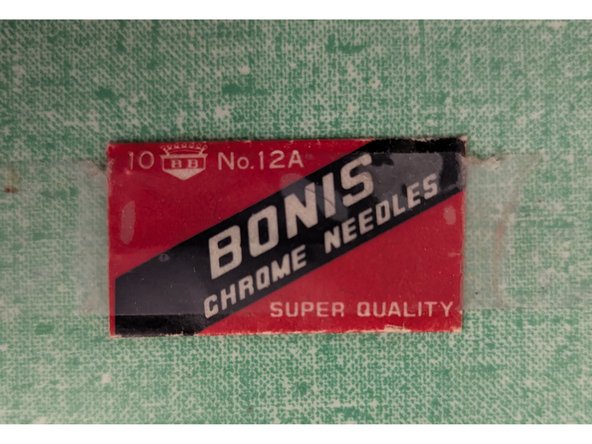 10 BB No.12A
BONIS
CHROME NEEDLES
SUPER QUALITY